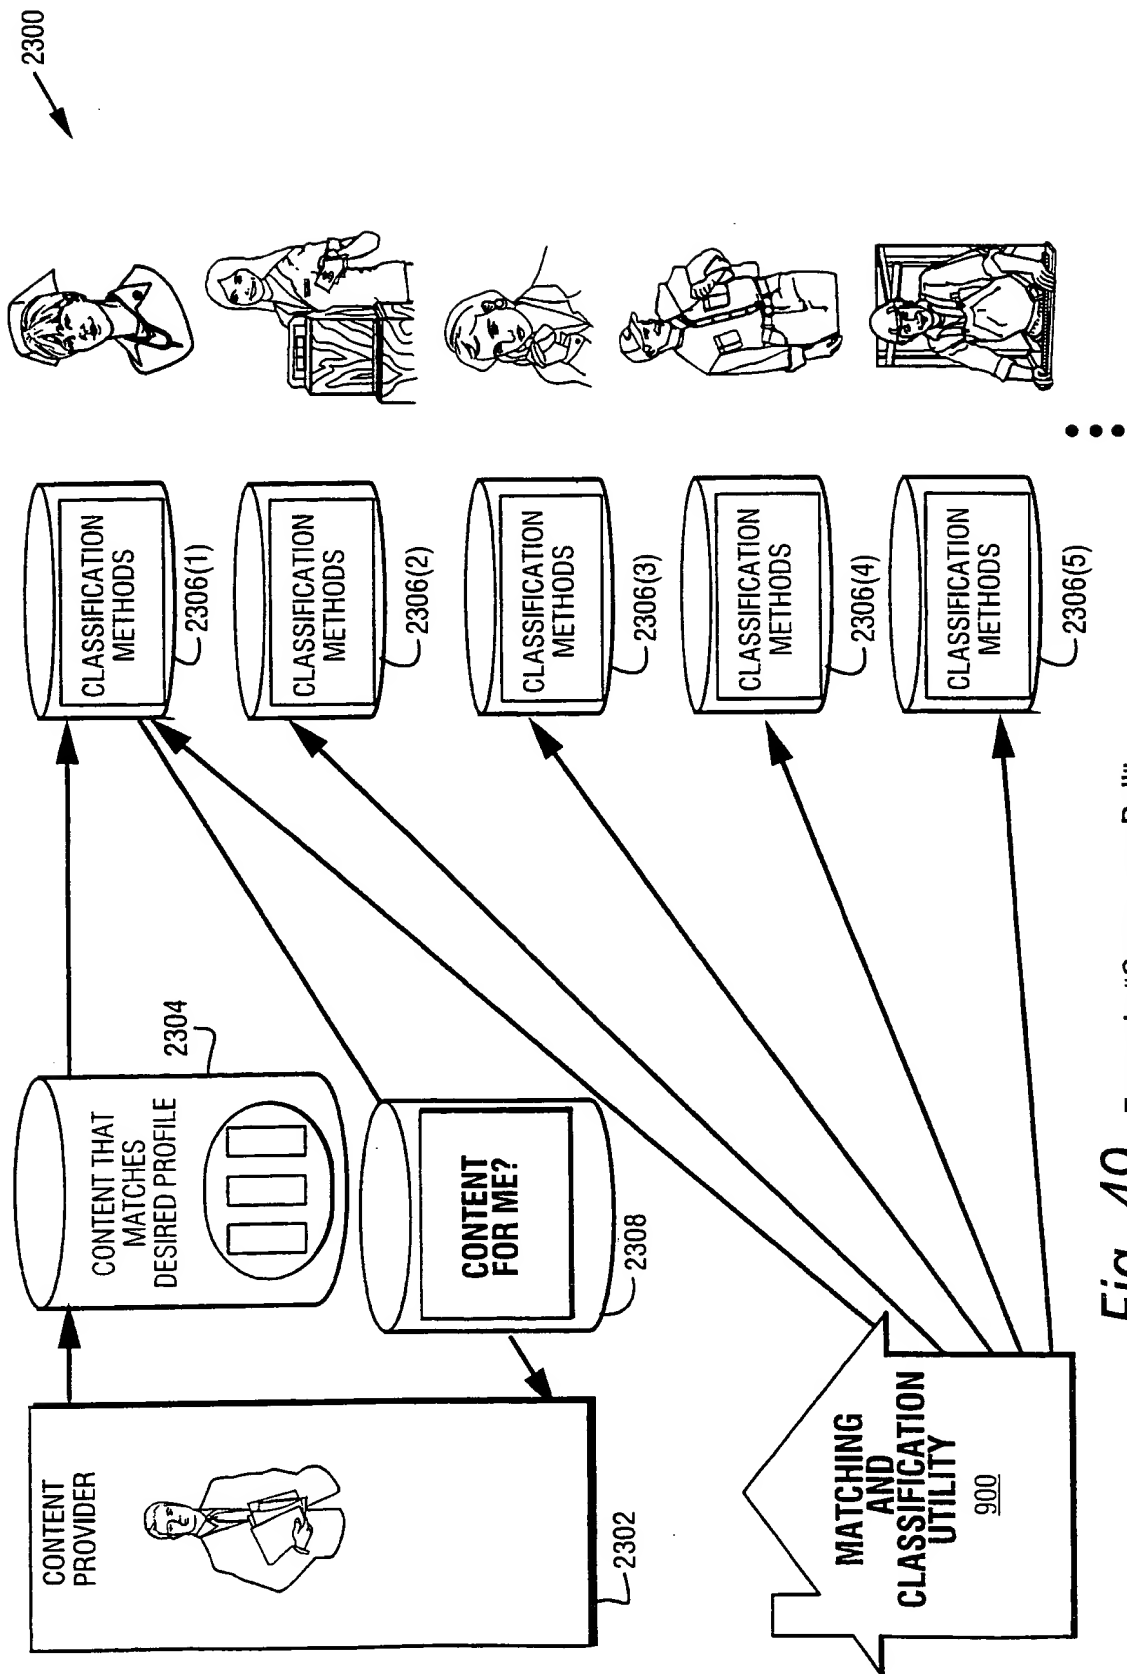 2300
CONTENT
PROVIDER
2302
CONTENT THAT
MATCHES
DESIRED PROFILE
2304
CONTENT
FOR ME?
2308
MATCHING
AND
CLASSIFICATION
UTILITY
900
CLASSIFICATION
METHODS
2306(1)
CLASSIFICATION
METHODS
2306(2)
CLASSIFICATION
METHODS
2306(3)
CLASSIFICATION
METHODS
2306(4)
CLASSIFICATION
METHODS
2306(5)
Fig. 49